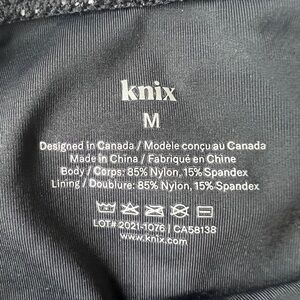 knix
M
Designed in Canada / Modèle conçu au Canada
Made in China / Fabriqué en Chine
Body / Corps: 85% Nylon, 15% Spandex
Lining / Doublure: 85% Nylon, 15% Spandex
LOT# 2021-1076 | CA58138
www.knix.com